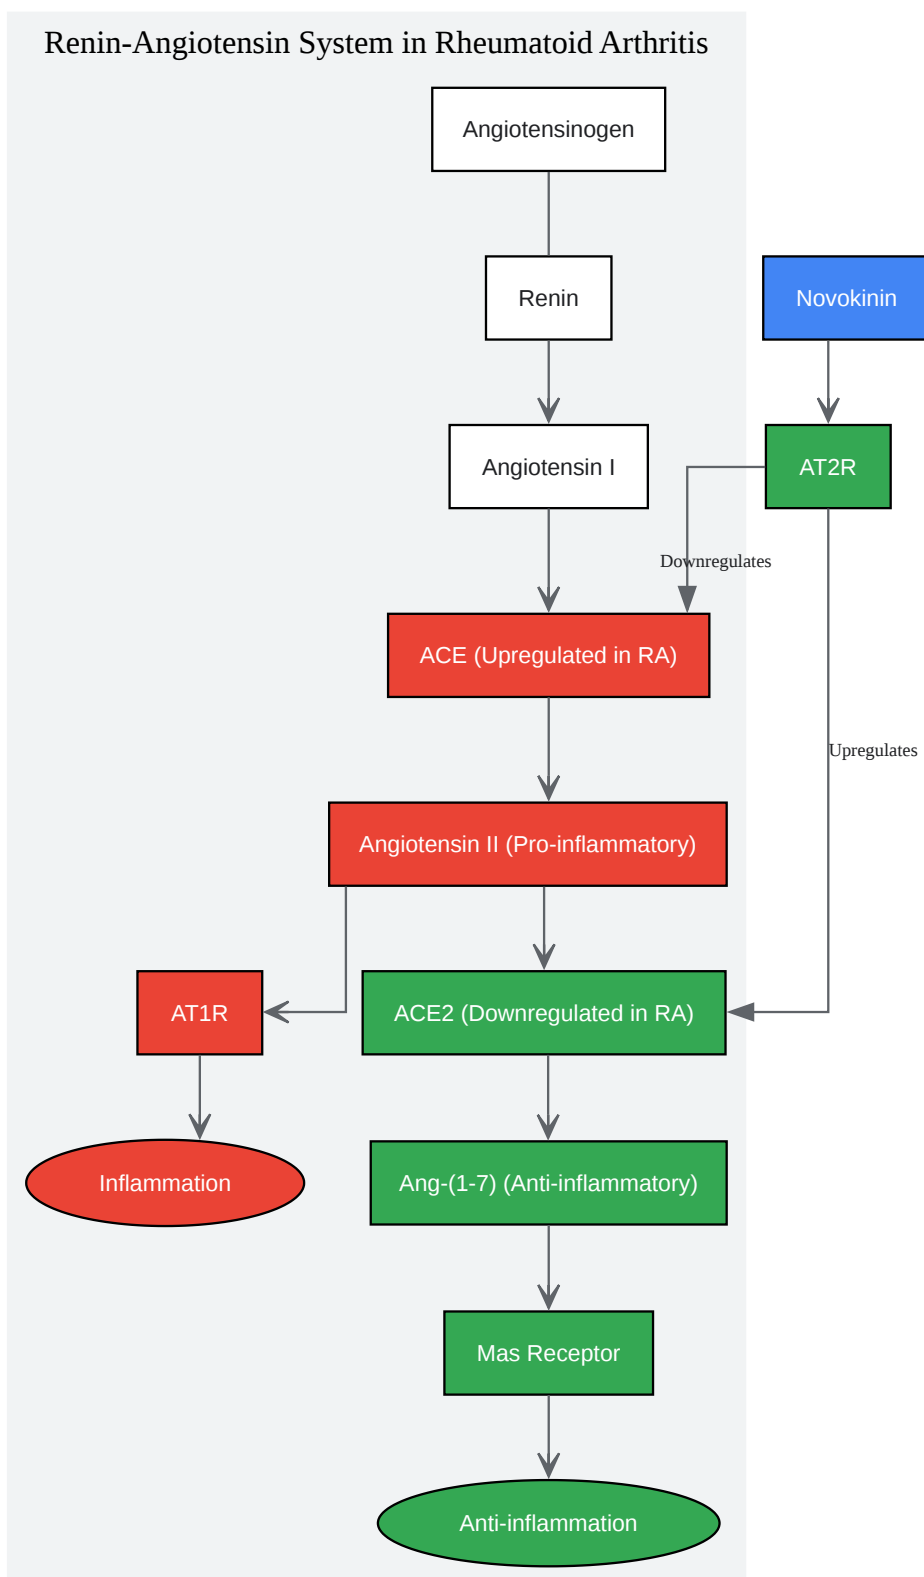 Renin-Angiotensin System in Rheumatoid Arthritis
Angiotensinogen
Renin
Novokinin
Angiotensin I
AT2R
Downregulates
ACE (Upregulated in RA)
Upregulates
Angiotensin II (Pro-inflammatory)
AT1R
ACE2 (Downregulated in RA)
Inflammation
Ang-(1-7) (Anti-inflammatory)
Mas Receptor
Anti-inflammation